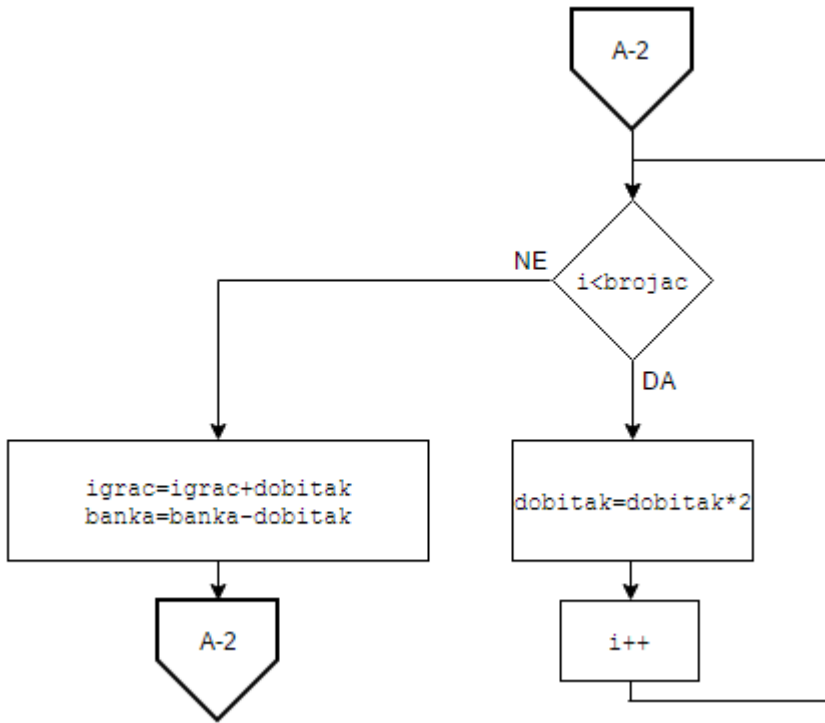 A-2
i<brojac
NE
DA
igrac=igrac+dobitak
banka=banka-dobitak
dobitak=dobitak*2
A-2
i++